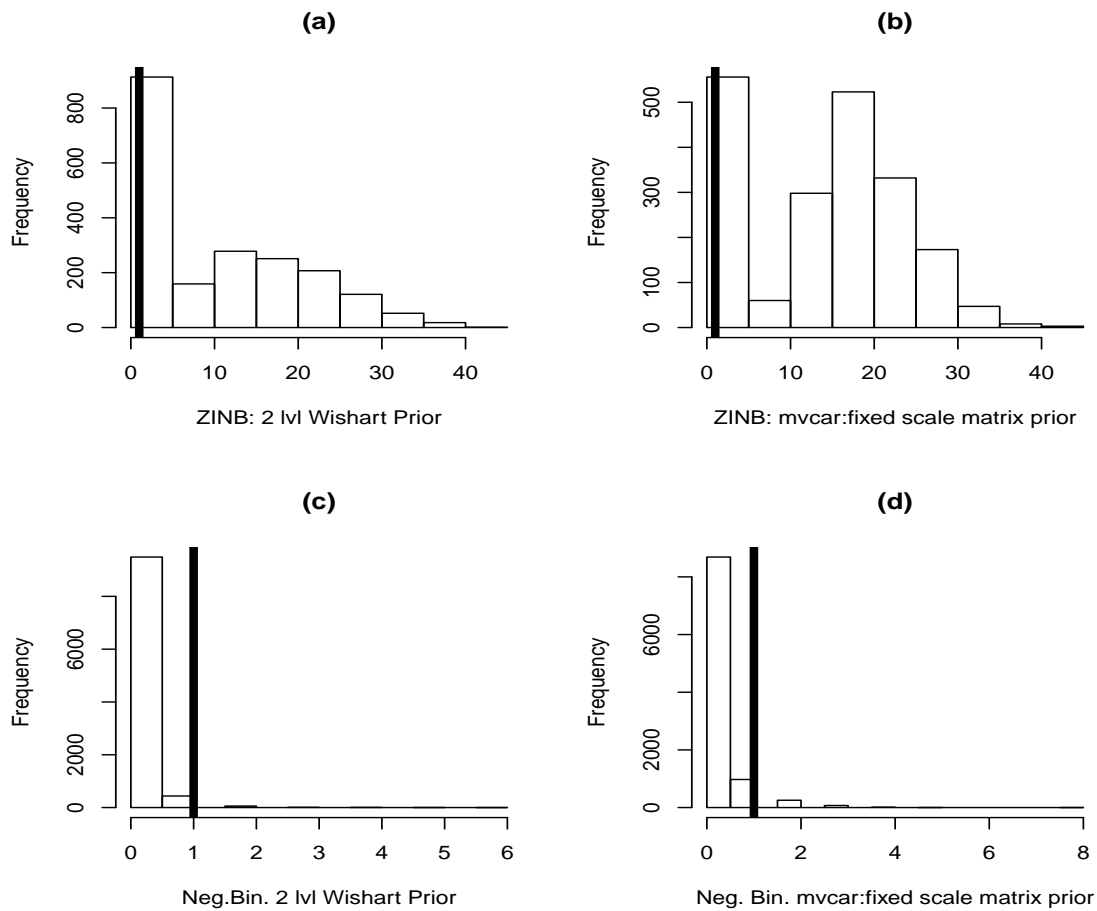 (a)
Frequency
0 200 400 600 800
0 10 20 30 40
ZINB: 2 lvl Wishart Prior
(b)
Frequency
0 100 300 500
0 10 20 30 40
ZINB: mvcar:fixed scale matrix prior
(c)
Frequency
0 2000 6000
0 1 2 3 4 5 6
Neg.Bin. 2 lvl Wishart Prior
(d)
Frequency
0 2000 6000
0 2 4 6 8
Neg. Bin. mvcar:fixed scale matrix prior